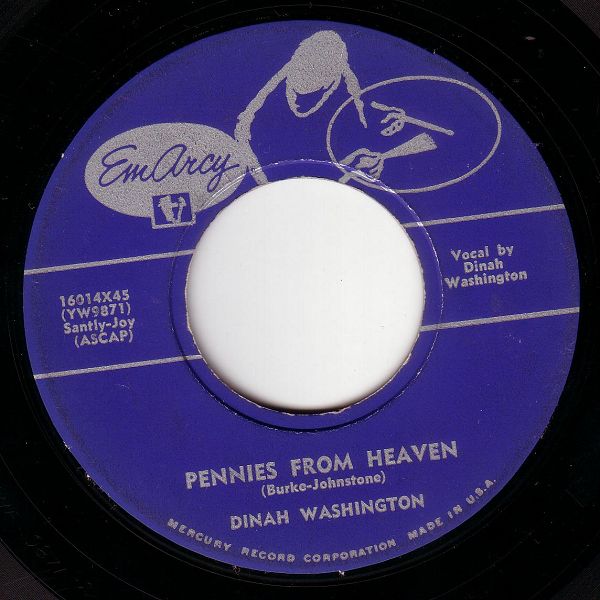 EmArcy
16014X45
(YW9871)
Santly-Joy
(ASCAP)
Vocal by
Dinah
Washington
PENNIES FROM HEAVEN
(Burke-Johnstone)
DINAH WASHINGTON
MERCURY RECORD CORPORATION MADE IN U.S.A.